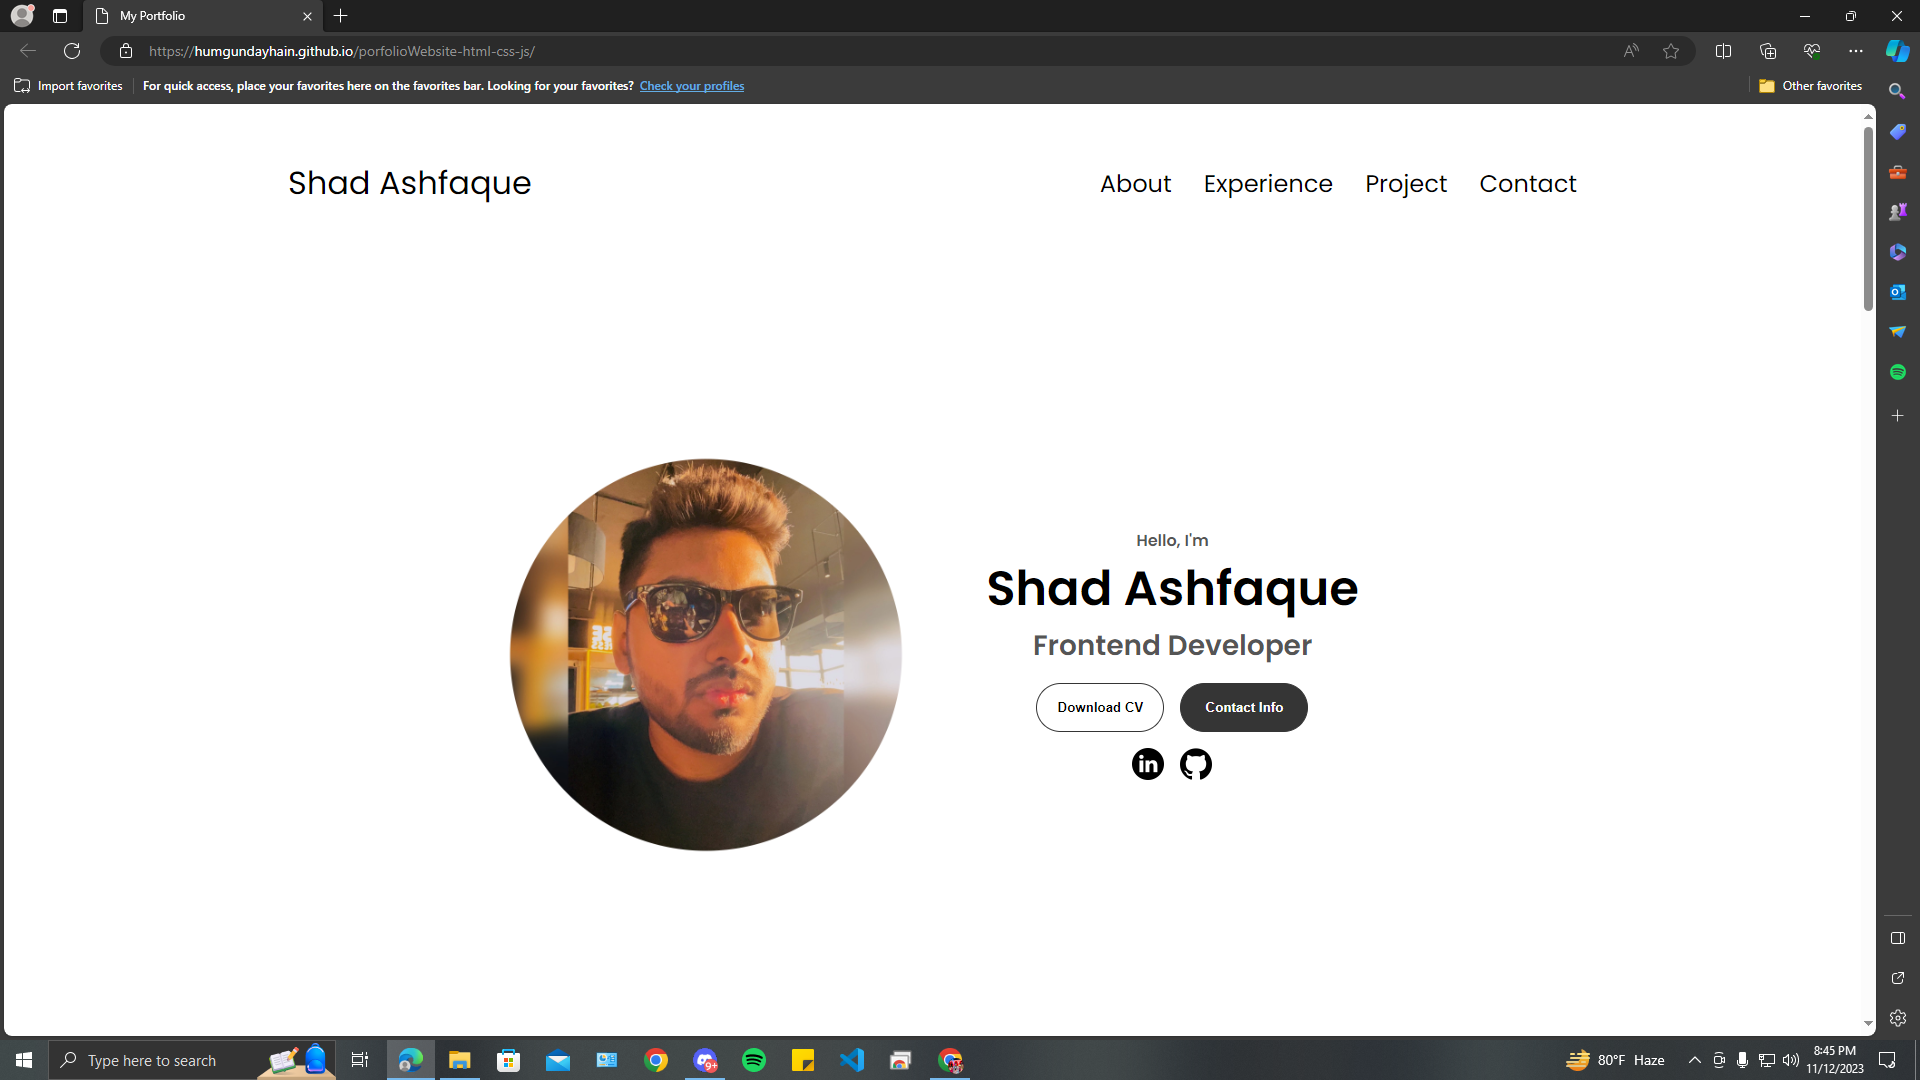 My Portfolio
https://humgundayhain.github.io/porfolioWebsite-html-css-js/
Import favorites
For quick access, place your favorites here on the favorites bar. Looking for your favorites? Check your profiles
Other favorites
Shad Ashfaque
About Experience Project Contact
Hello, I'm
Shad Ashfaque
Frontend Developer
Download CV Contact Info
in
Type here to search
9+
80°F Haze
8:45 PM
11/12/2023